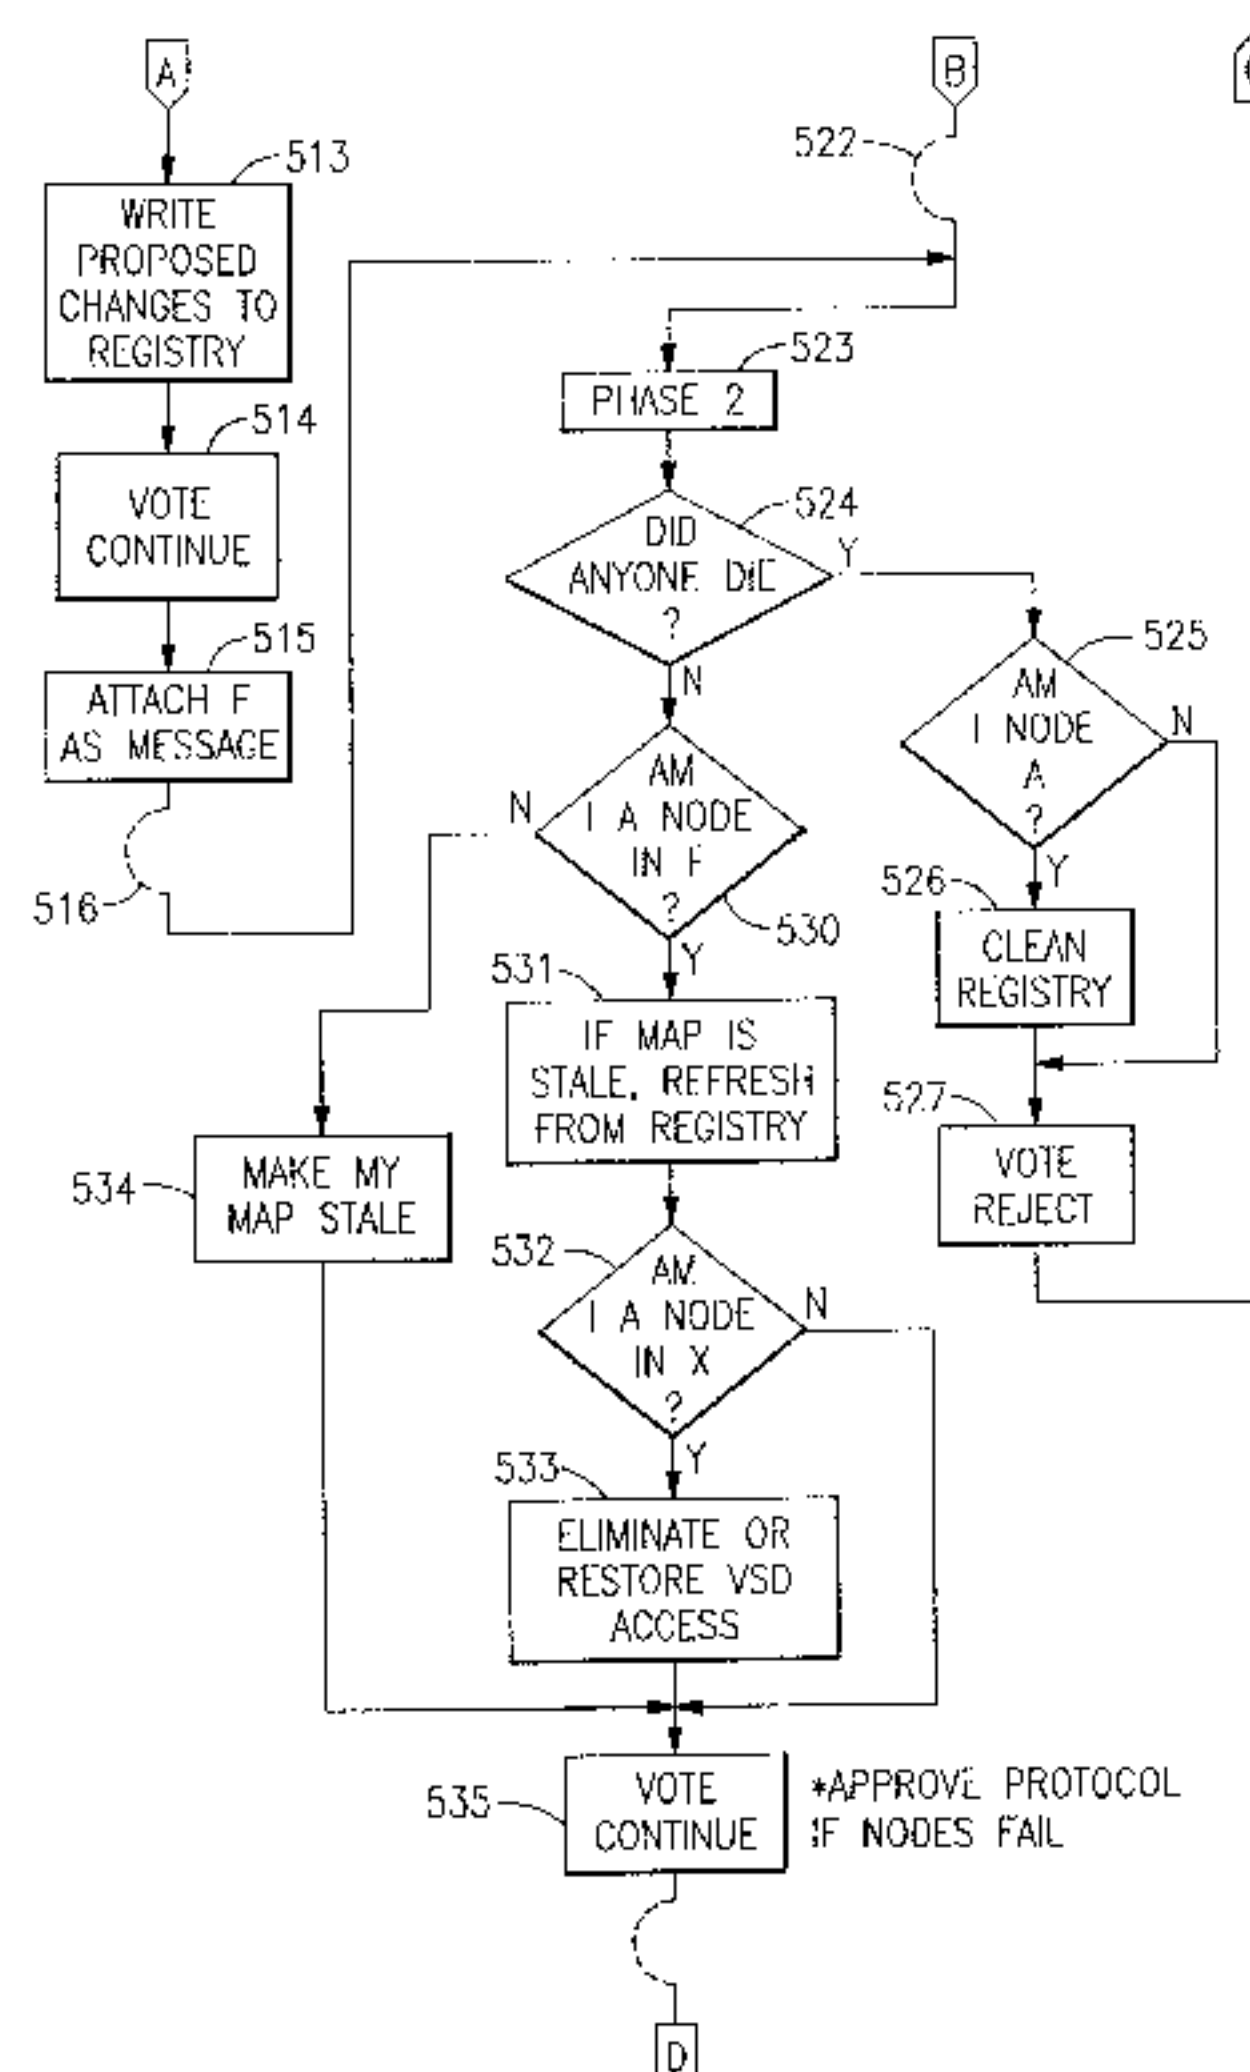 A
513
WRITE
PROPOSED
CHANGES TO
REGISTRY
514
VOTE
CONTINUE
515
ATTACH F
AS MESSAGE
516
B
522
523
PHASE 2
524
DID
ANYONE DIE
?
Y
N
525
AM
I NODE
A
?
N
Y
526
CLEAN
REGISTRY
527
VOTE
REJECT
AM
I A NODE
IN F
?
N
530
Y
531
IF MAP IS
STALE, REFRESH
FROM REGISTRY
534
MAKE MY
MAP STALE
532
AM
I A NODE
IN X
?
N
Y
533
ELIMINATE OR
RESTORE VSD
ACCESS
535
VOTE
CONTINUE
*APPROVE PROTOCOL
IF NODES FAIL
D